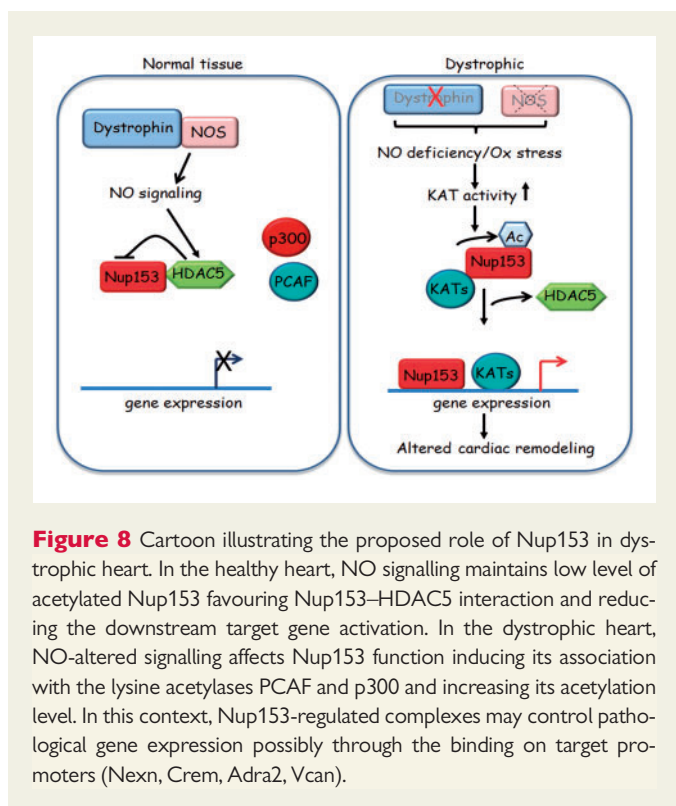 Normal tissue
Dystrophin
NOS
NO signaling
Nup153
HDAC5
p300
PCAF
X
gene expression
Dystrophic
Dystrophin
NOS
NO deficiency/Ox stress
KAT activity
Ac
Nup153
KATs
HDAC5
Nup153
KATs
gene expression
Altered cardiac remodeling
Figure 8 Cartoon illustrating the proposed role of Nup153 in dys-
trophic heart. In the healthy heart, NO signalling maintains low level of
acetylated Nup153 favouring Nup153–HDAC5 interaction and reduc-
ing the downstream target gene activation. In the dystrophic heart,
NO-altered signalling affects Nup153 function inducing its association
with the lysine acetylases PCAF and p300 and increasing its acetylation
level. In this context, Nup153-regulated complexes may control patho-
logical gene expression possibly through the binding on target pro-
moters (Nexn, Crem, Adra2, Vcan).